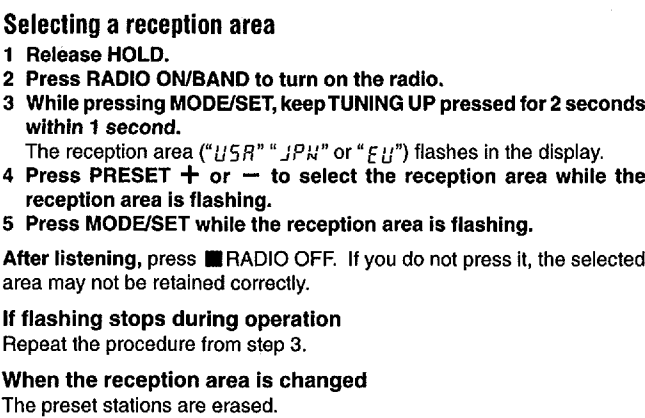 Selecting a reception area
1 Release HOLD.
2 Press RADIO ON/BAND to turn on the radio.
3 While pressing MODE/SET, keep TUNING UP pressed for 2 seconds
within 1 second.
The reception area (“USA” “JPN” or “EU”) flashes in the display.
4 Press PRESET + or − to select the reception area while the
reception area is flashing.
5 Press MODE/SET while the reception area is flashing.
After listening, press ■ RADIO OFF. If you do not press it, the selected
area may not be retained correctly.
If flashing stops during operation
Repeat the procedure from step 3.
When the reception area is changed
The preset stations are erased.